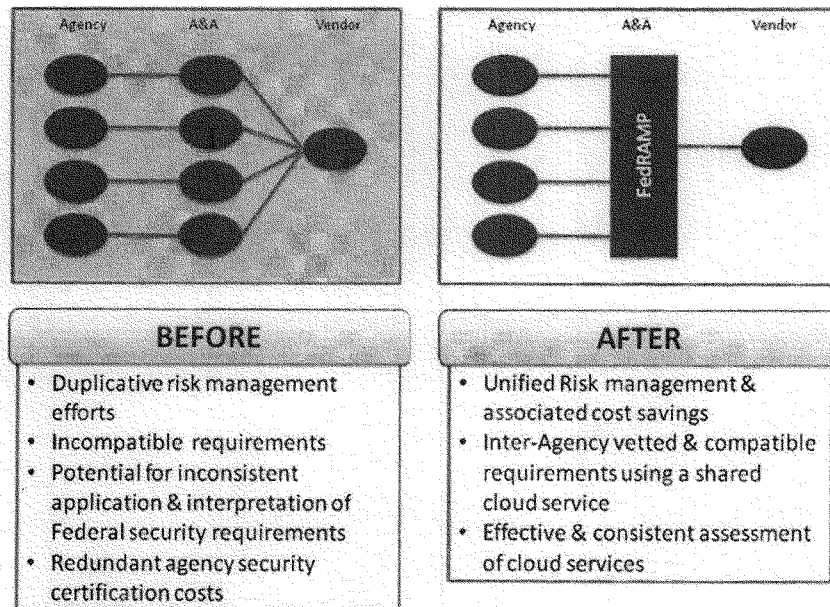 Agency A&A Vendor
Agency A&A Vendor
FedRAMP
BEFORE
• Duplicative risk management
efforts
• Incompatible requirements
• Potential for inconsistent
application & interpretation of
Federal security requirements
• Redundant agency security
certification costs
AFTER
• Unified Risk management &
associated cost savings
• Inter-Agency vetted & compatible
requirements using a shared
cloud service
• Effective & consistent assessment
of cloud services